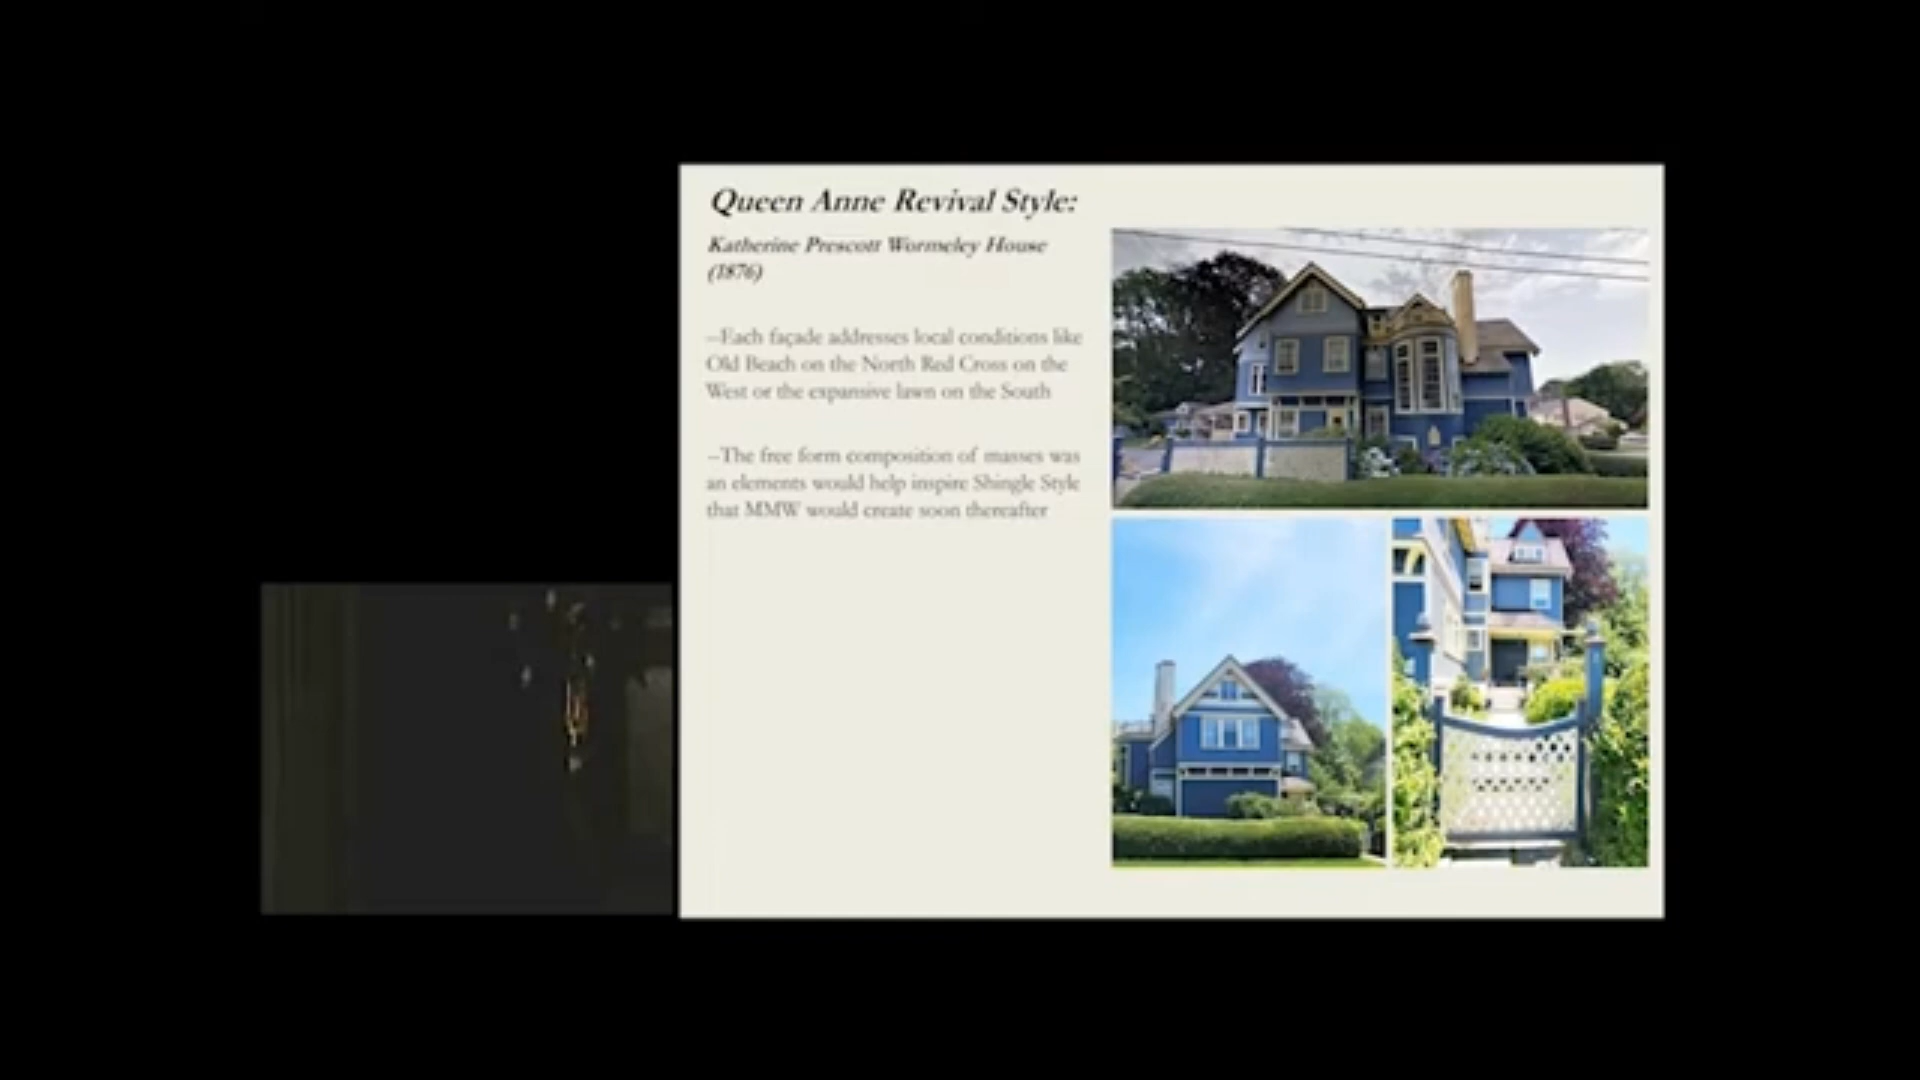 Queen Anne Revival Style:
Katherine Prescott Wormeley House
(1876)
--Each façade addresses local conditions like
Old Beach on the North Red Cross on the
West or the expansive lawn on the South
--The free form composition of masses was
an elements would help inspire Shingle Style
that MMW would create soon thereafter